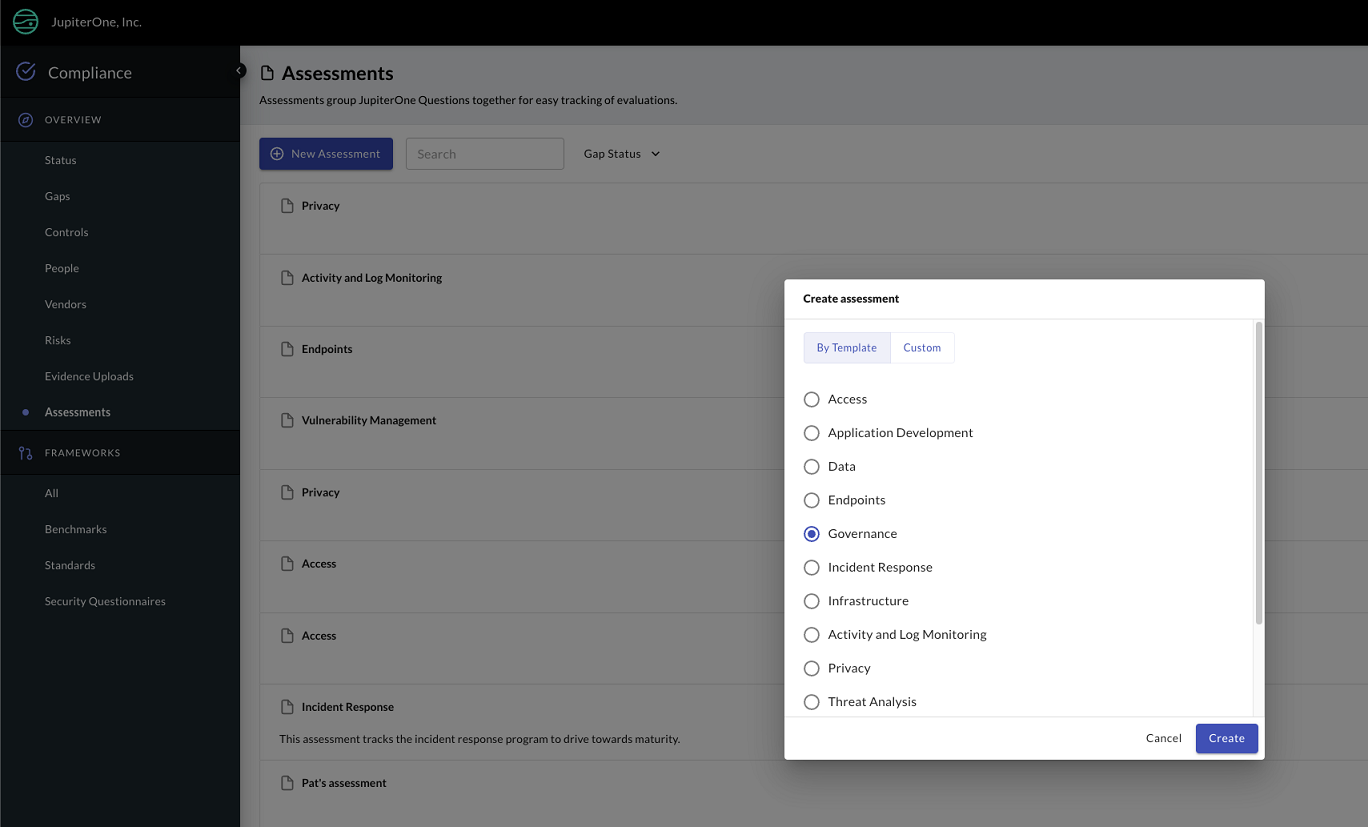 JupiterOne, Inc.
Compliance
OVERVIEW
Status
Gaps
Controls
People
Vendors
Risks
Evidence Uploads
Assessments
FRAMEWORKS
All
Benchmarks
Standards
Security Questionnaires
Assessments
Assessments group JupiterOne Questions together for easy tracking of evaluations.
New Assessment Search Gap Status
Privacy
Activity and Log Monitoring
Endpoints
Vulnerability Management
Privacy
Access
Access
Incident Response
This assessment tracks the incident response program to drive towards maturity.
Pat's assessment
Create assessment
By Template Custom
Access
Application Development
Data
Endpoints
Governance
Incident Response
Infrastructure
Activity and Log Monitoring
Privacy
Threat Analysis
Cancel Create